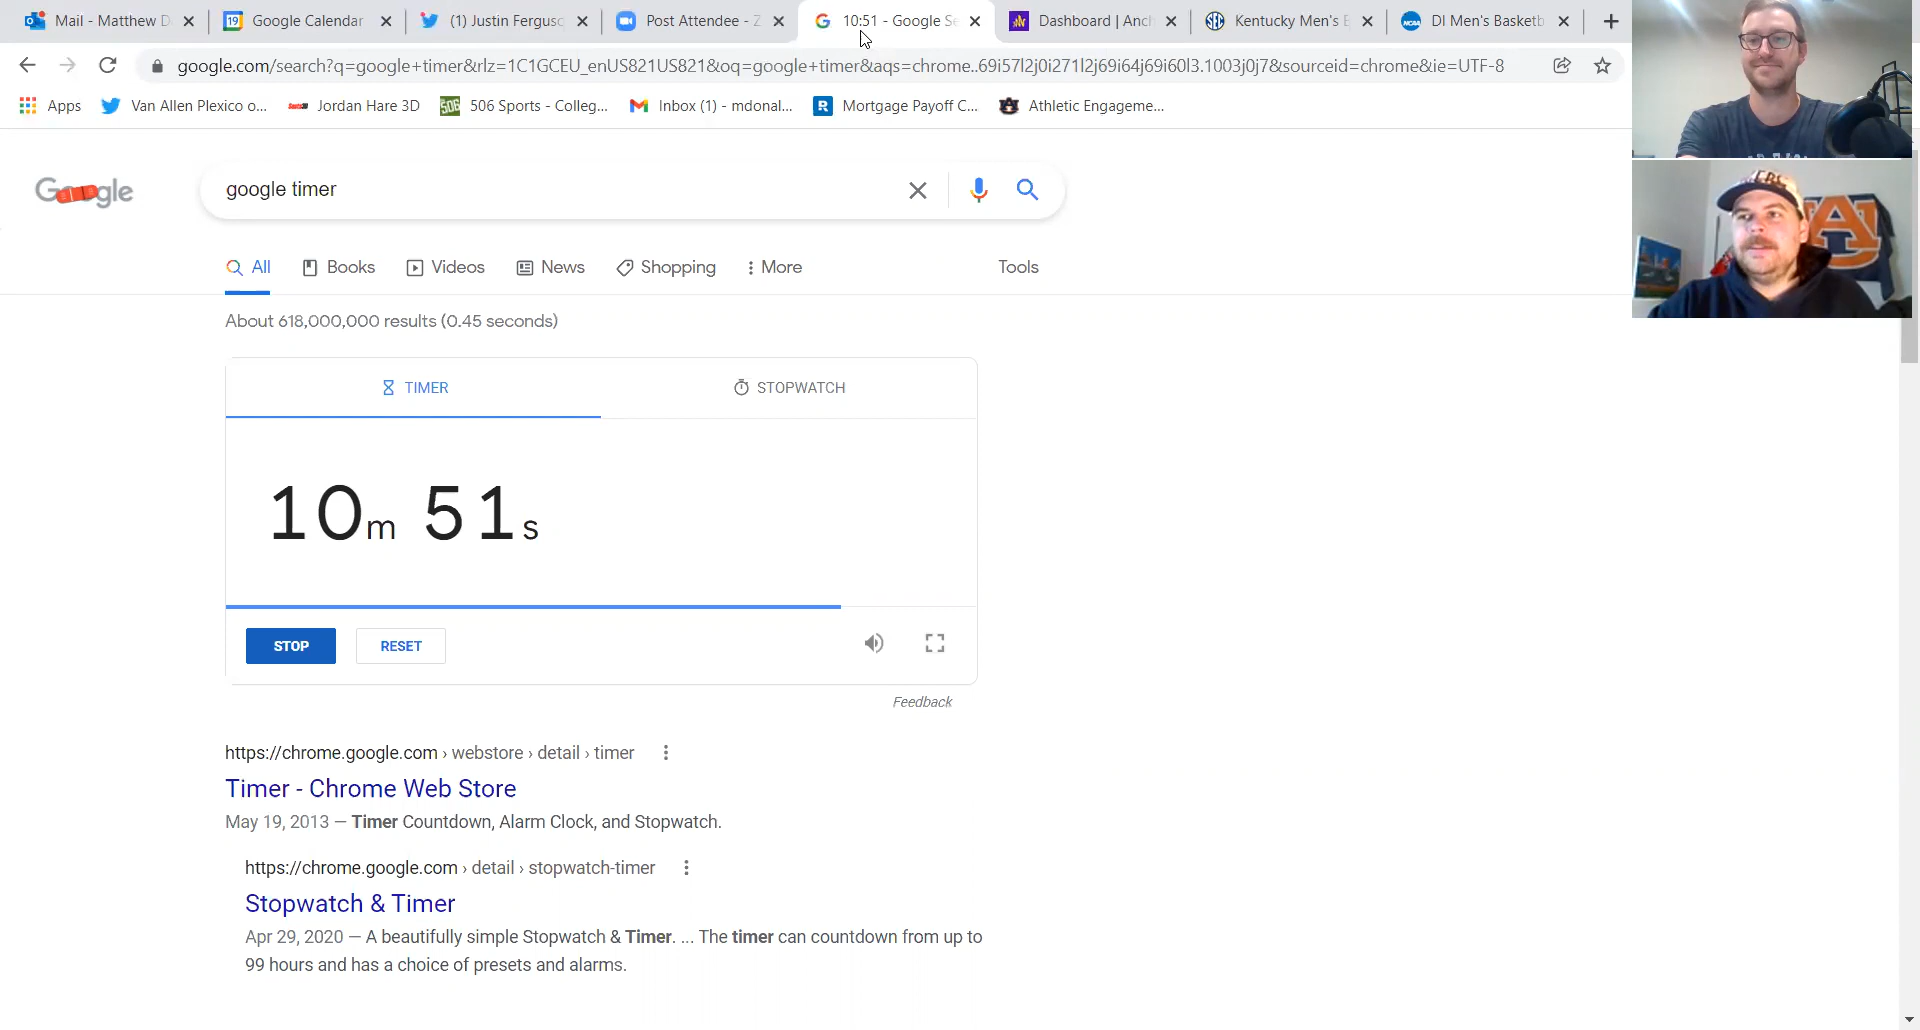 Mail - Matthew D
Google Calendar
(1) Justin Ferguso
Post Attendee - Z
10:51 - Google Se
Dashboard | Anch
SEC
Kentucky Men's B
NCAA
DI Men's Basketb
google.com/search?q=google+timer&rlz=1C1GCEU_enUS821US821&oq=google+timer&aqs=chrome..69i57l2j0i271l2j69i64j69i60l3.1003j0j7&sourceid=chrome&ie=UTF-8
Apps
Van Allen Plexico o...
Jordan Hare 3D
506
506 Sports - Colleg...
Inbox (1) - mdonal...
R
Mortgage Payoff C...
Athletic Engageme...
Google
google timer
All
Books
Videos
News
Shopping
More
Tools
About 618,000,000 results (0.45 seconds)
TIMER
STOPWATCH
10m 51s
STOP
RESET
Feedback
https://chrome.google.com › webstore › detail › timer
Timer - Chrome Web Store
May 19, 2013 — Timer Countdown, Alarm Clock, and Stopwatch.
https://chrome.google.com › detail › stopwatch-timer
Stopwatch & Timer
Apr 29, 2020 — A beautifully simple Stopwatch & Timer. ... The timer can countdown from up to
99 hours and has a choice of presets and alarms.
AU